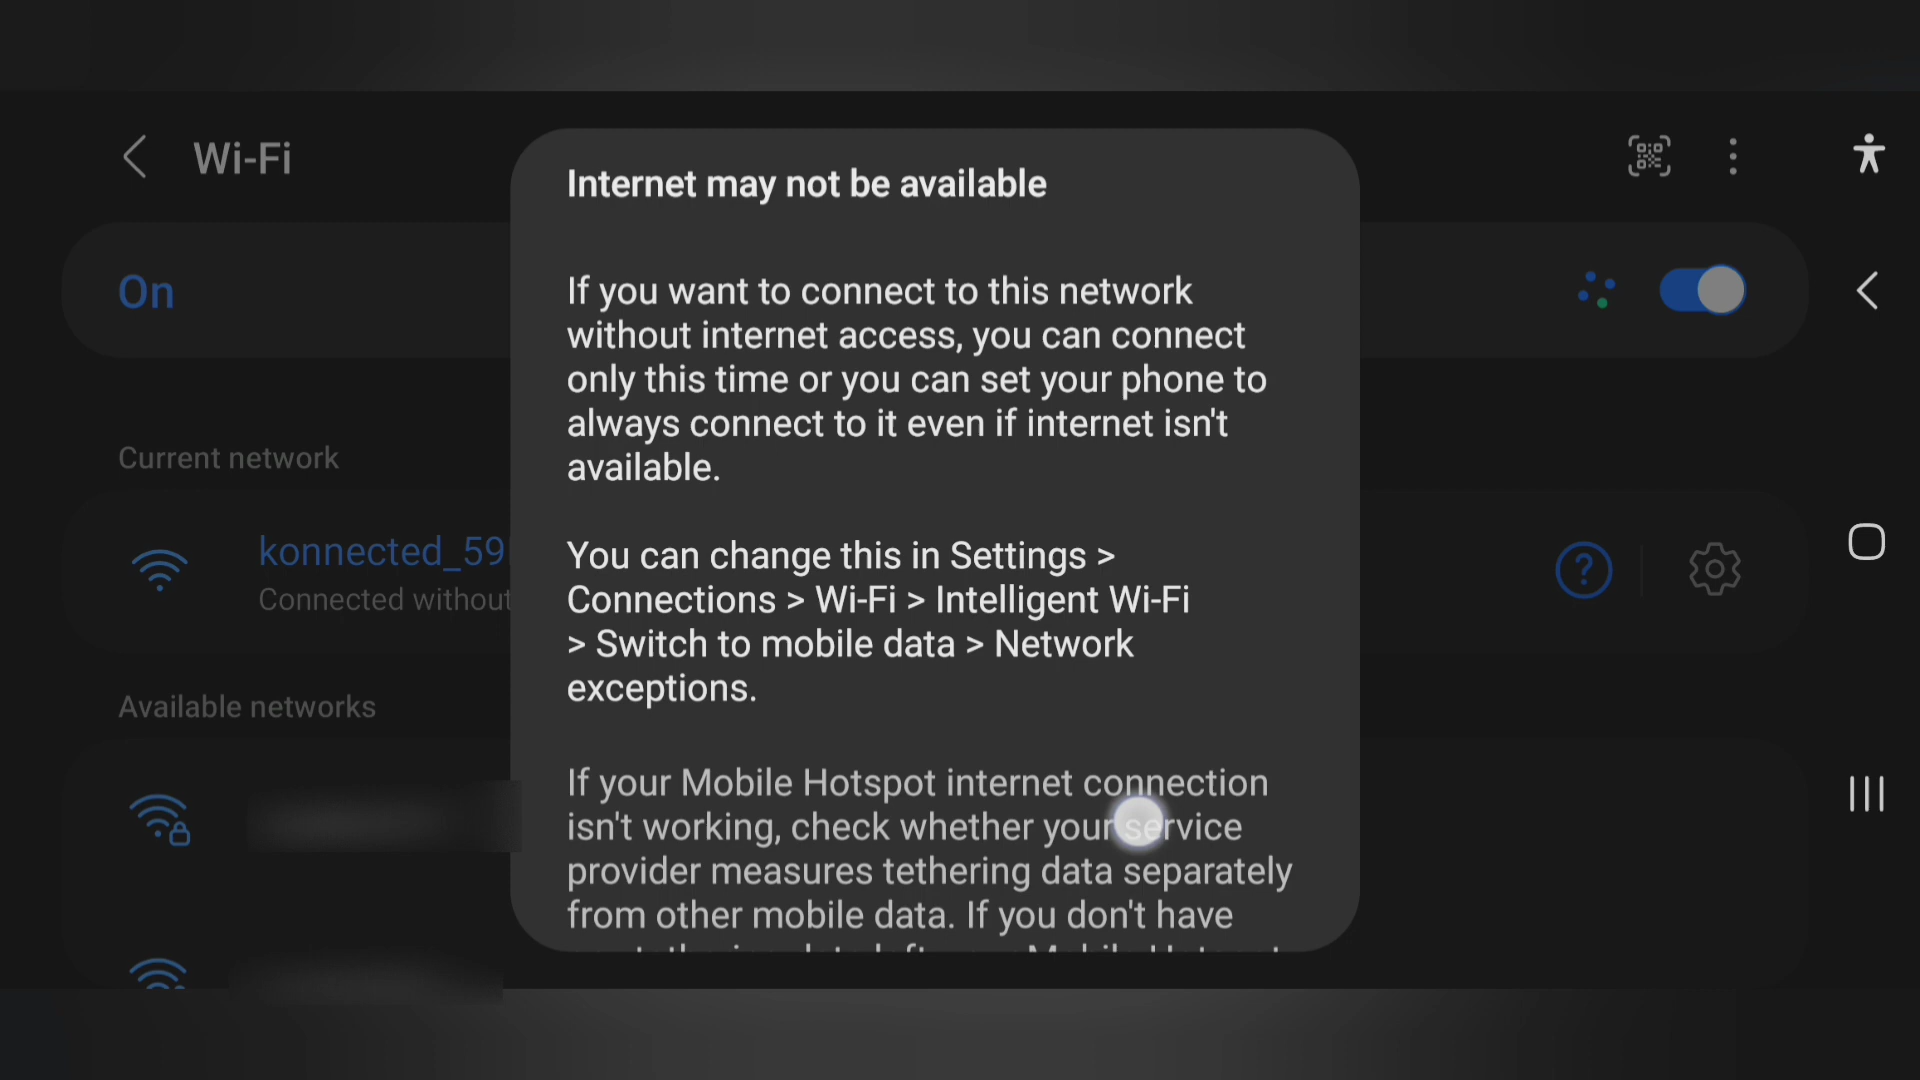 Wi-Fi
Internet may not be available
On
If you want to connect to this network
without internet access, you can connect
only this time or you can set your phone to
always connect to it even if internet isn't
available.
Current network
konnected_59
Connected without
You can change this in Settings >
Connections > Wi-Fi > Intelligent Wi-Fi
> Switch to mobile data > Network
exceptions.
Available networks
If your Mobile Hotspot internet connection
isn't working, check whether your service
provider measures tethering data separately
from other mobile data. If you don't have